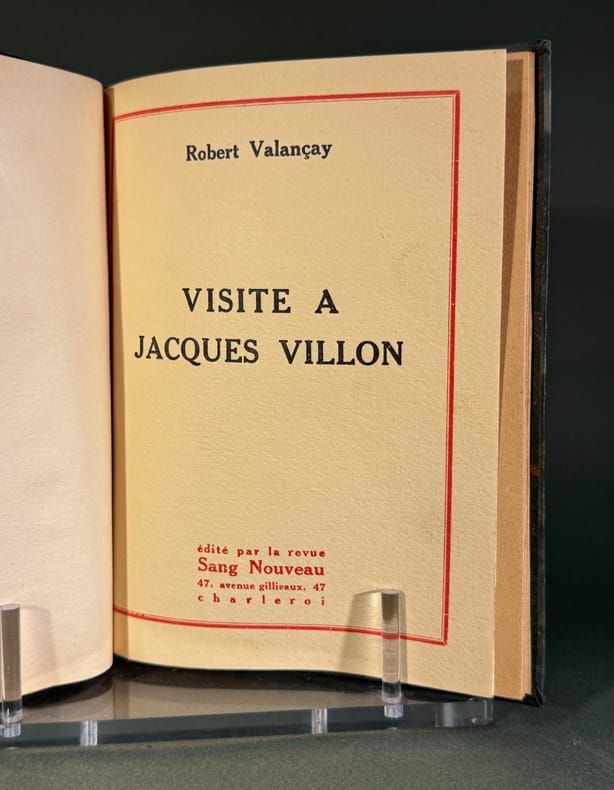 Robert Valançay
VISITE A
JACQUES VILLON
édité par la revue
Sang Nouveau
47, avenue gillieaux, 47
charleroi